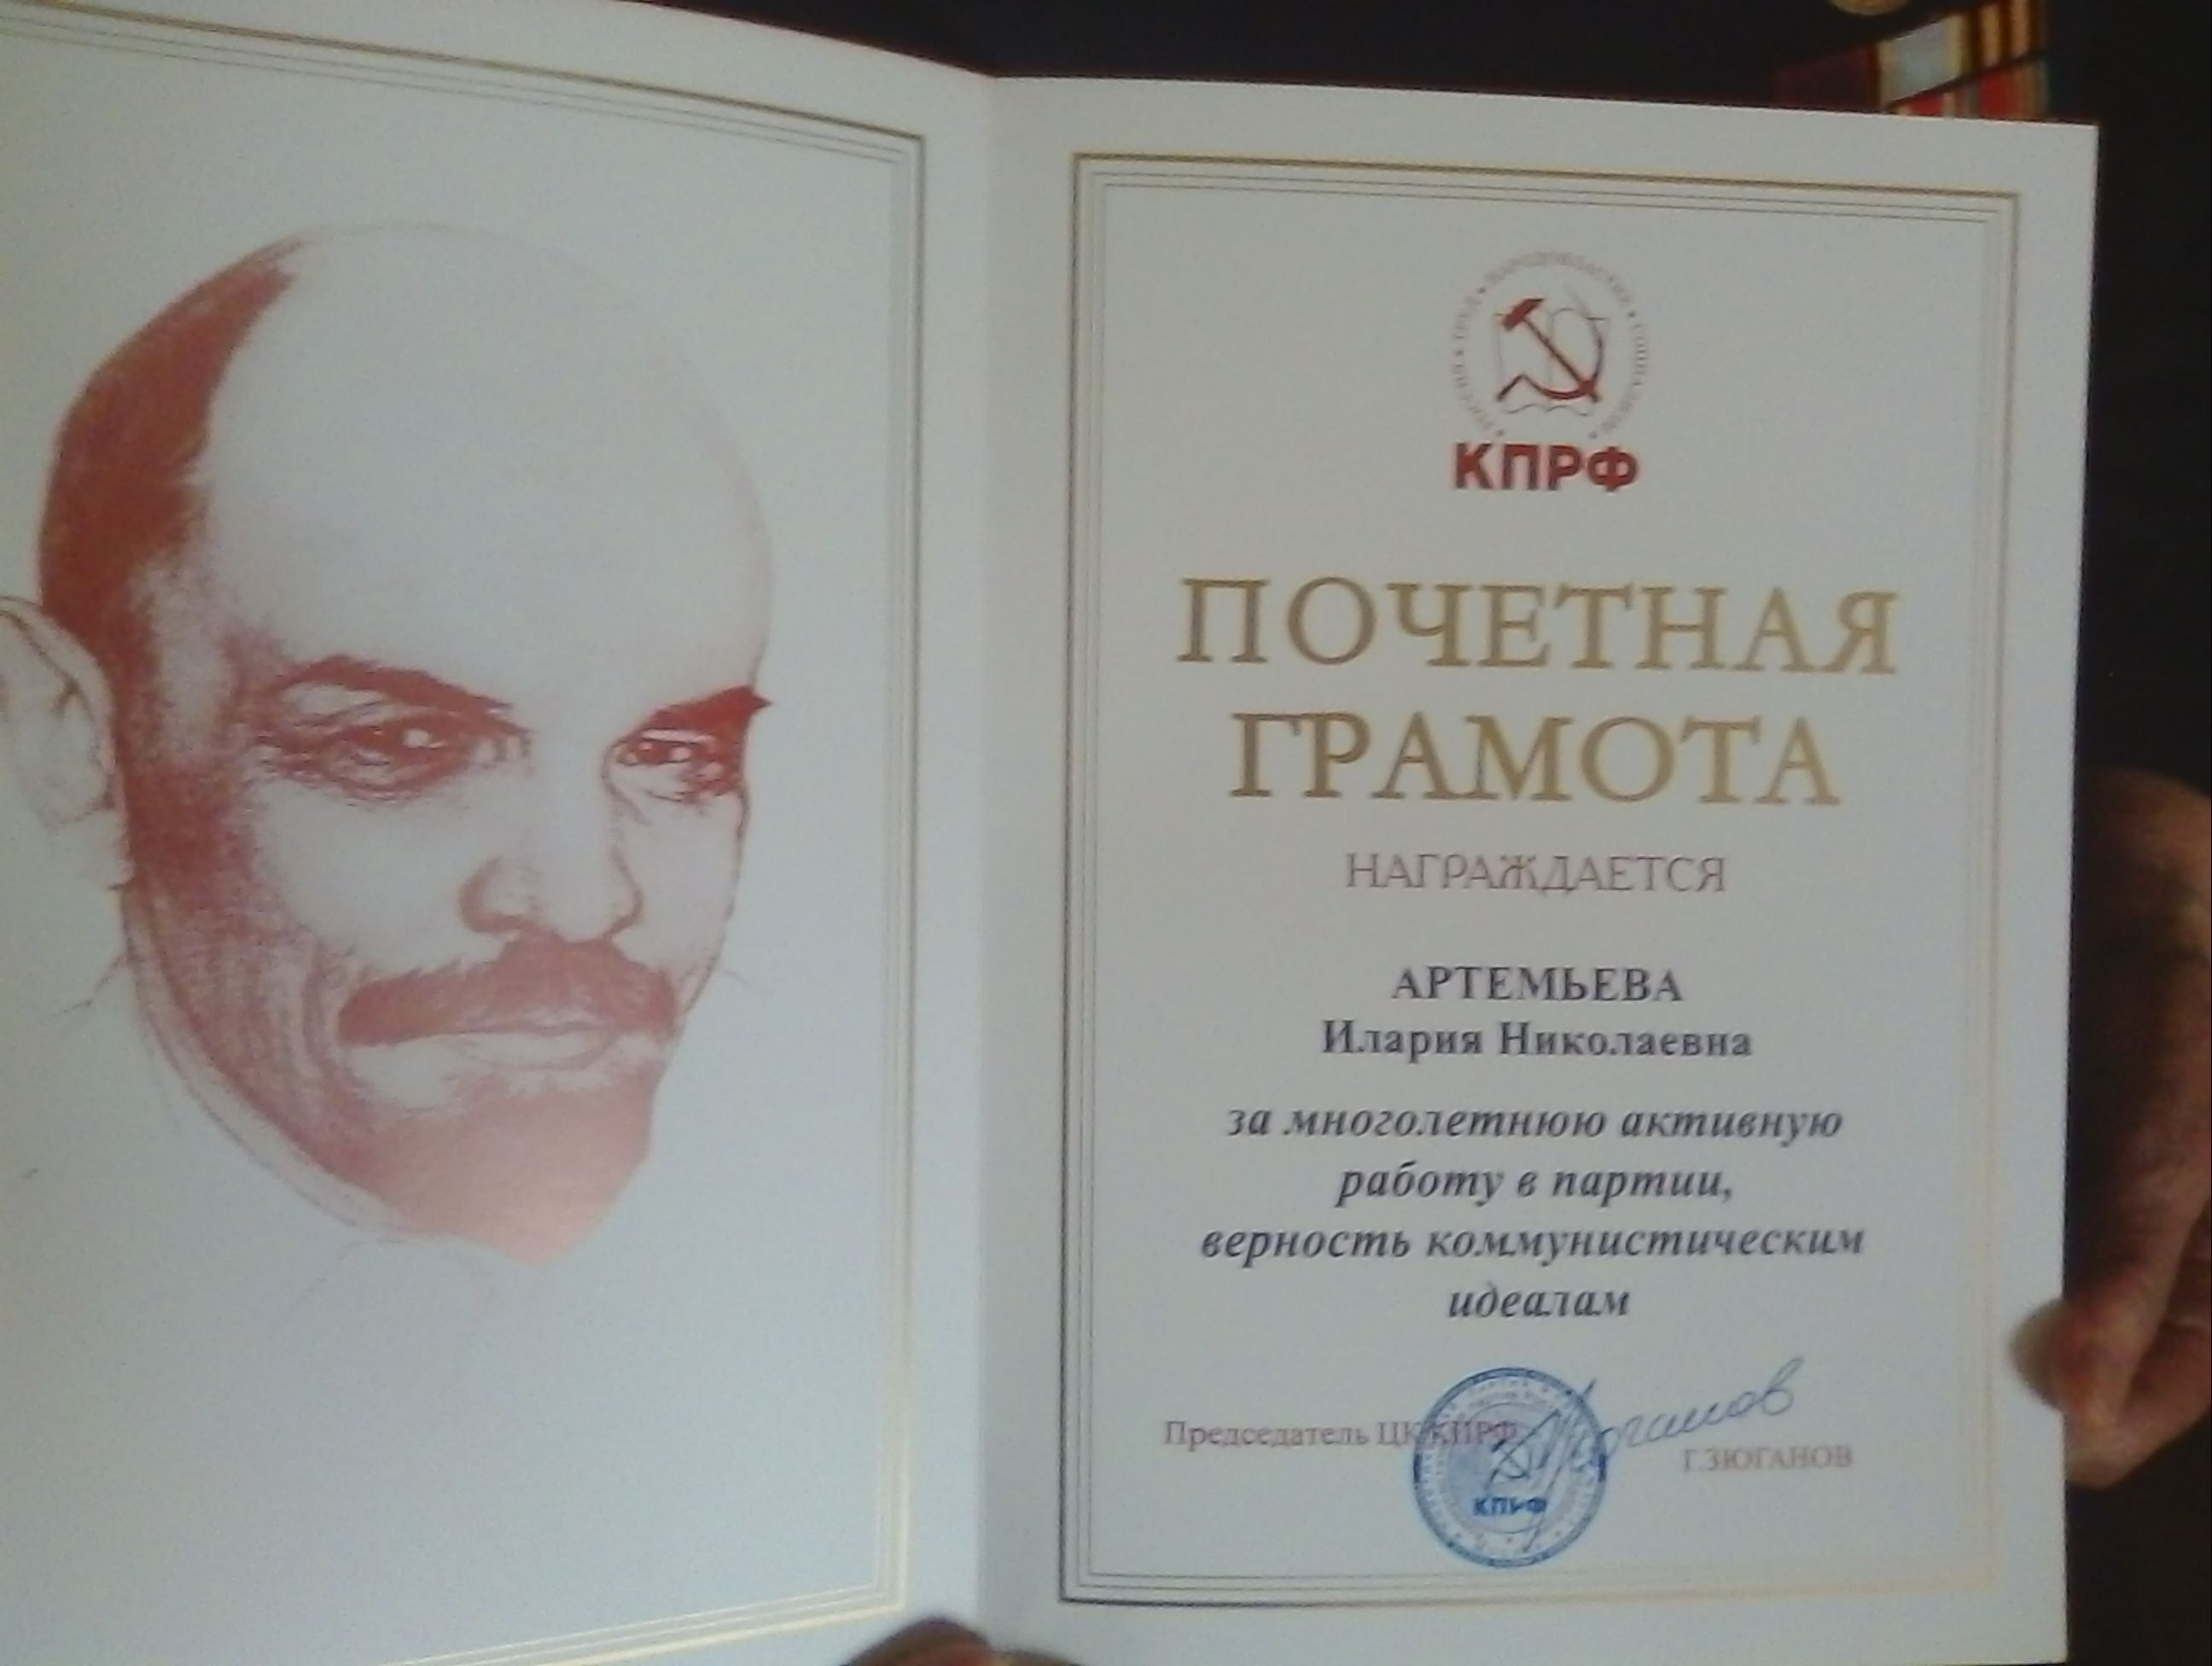 КПРФ
ПОЧЕТНАЯ
ГРАМОТА
НАГРАЖДАЕТСЯ
АРТЕМЬЕВА
Илария Николаевна
за многолетнюю активную
работу в партии,
верность коммунистическим
идеалам
Председатель ЦК КПРФ
Г.ЗЮГАНОВ
КПРФ